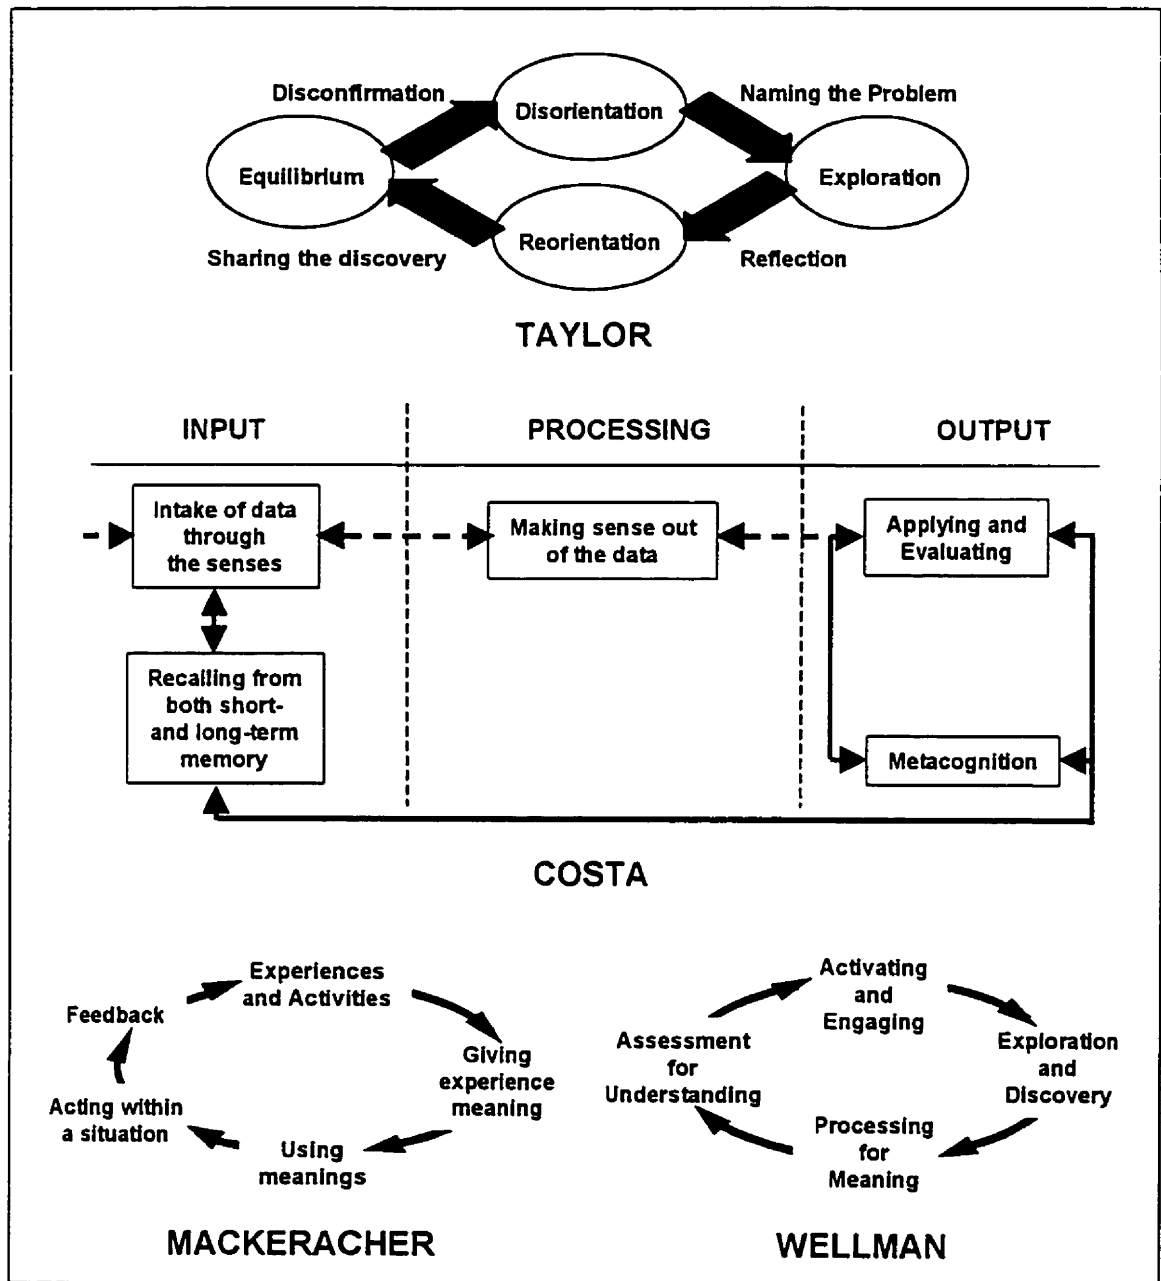 Disconfirmation
Naming the Problem
Disorientation
Equilibrium
Exploration
Reorientation
Sharing the discovery
Reflection
TAYLOR
INPUT
PROCESSING
OUTPUT
Intake of data
through
the senses
Making sense out
of the data
Applying and
Evaluating
Recalling from
both short-
and long-term
memory
Metacognition
COSTA
Experiences
and Activities
Feedback
Giving
experience
meaning
Acting within
a situation
Using
meanings
MACKERACHER
Activating
and
Engaging
Assessment
for
Understanding
Exploration
and
Discovery
Processing
for
Meaning
WELLMAN